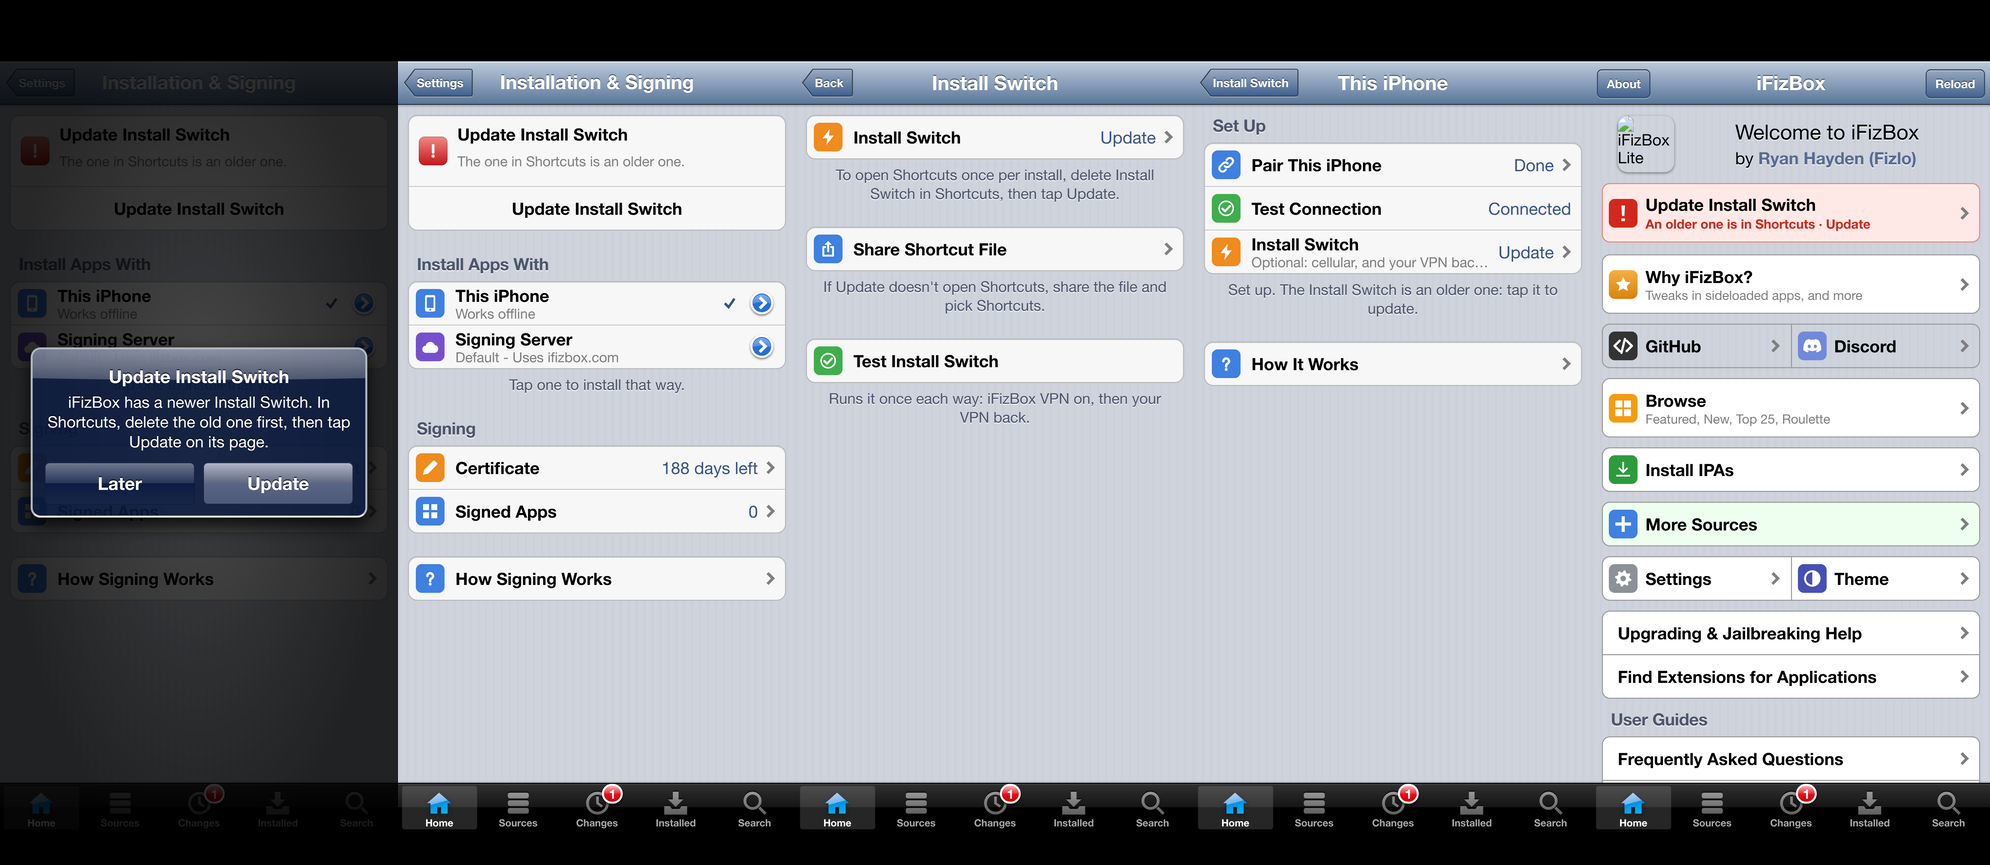 Settings
Installation & Signing
Update Install Switch
The one in Shortcuts is an older one.
Update Install Switch
Install Apps With
This iPhone
Works offline
Signing Server
Update Install Switch
iFizBox has a newer Install Switch. In
Shortcuts, delete the old one first, then tap
Update on its page.
Later
Update
Signed Apps
How Signing Works
Home
Sources
Changes
1
Installed
Search
Settings
Installation & Signing
Update Install Switch
The one in Shortcuts is an older one.
Update Install Switch
Install Apps With
This iPhone
Works offline
Signing Server
Default - Uses ifizbox.com
Tap one to install that way.
Signing
Certificate
188 days left
Signed Apps
0
How Signing Works
Home
Sources
Changes
1
Installed
Search
Back
Install Switch
Install Switch
Update
To open Shortcuts once per install, delete Install
Switch in Shortcuts, then tap Update.
Share Shortcut File
If Update doesn't open Shortcuts, share the file and
pick Shortcuts.
Test Install Switch
Runs it once each way: iFizBox VPN on, then your
VPN back.
Home
Sources
Changes
1
Installed
Search
Install Switch
This iPhone
Set Up
Pair This iPhone
Done
Test Connection
Connected
Install Switch
Optional: cellular, and your VPN bac...
Update
Set up. The Install Switch is an older one: tap it to
update.
How It Works
Home
Sources
Changes
1
Installed
Search
About
iFizBox
Reload
iFizBox
Lite
Welcome to iFizBox
by Ryan Hayden (Fizlo)
Update Install Switch
An older one is in Shortcuts · Update
Why iFizBox?
Tweaks in sideloaded apps, and more
GitHub
Discord
Browse
Featured, New, Top 25, Roulette
Install IPAs
More Sources
Settings
Theme
Upgrading & Jailbreaking Help
Find Extensions for Applications
User Guides
Frequently Asked Questions
Home
Sources
Changes
1
Installed
Search